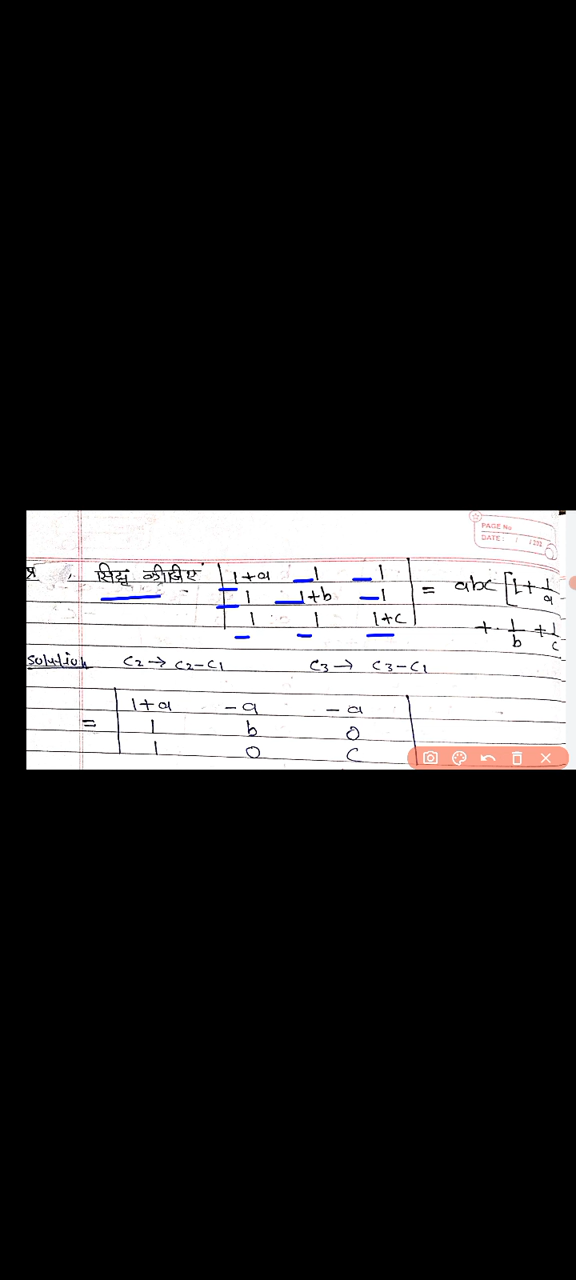 PAGE No
DATE: / /202
प्र. सिद्ध कीजिए | 1+a 1 1 | = abc [1+1/a
| 1 1+b 1 | + 1/b + 1/c
| 1 1 1+c |
solution C2 → C2-C1 C3 → C3-C1
| 1+a -a -a |
= | 1 b 0 |
| 1 0 C |